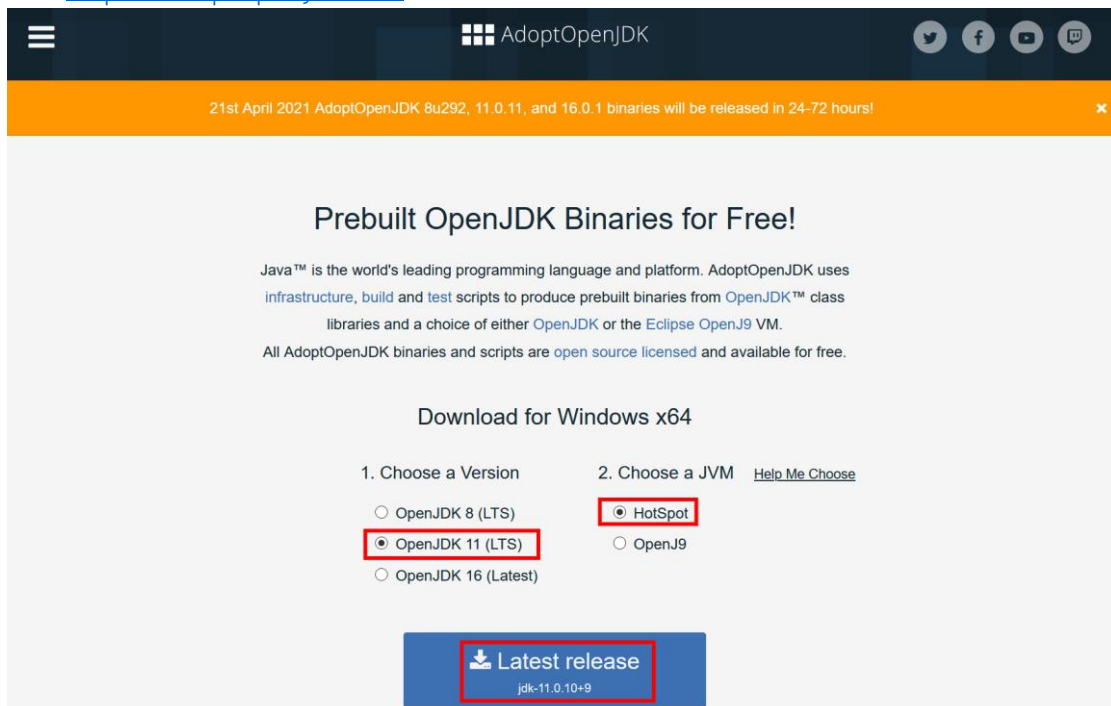 AdoptOpenJDK
21st April 2021 AdoptOpenJDK 8u292, 11.0.11, and 16.0.1 binaries will be released in 24-72 hours!
Prebuilt OpenJDK Binaries for Free!
Java™ is the world's leading programming language and platform. AdoptOpenJDK uses
infrastructure, build and test scripts to produce prebuilt binaries from OpenJDK™ class
libraries and a choice of either OpenJDK or the Eclipse OpenJ9 VM.
All AdoptOpenJDK binaries and scripts are open source licensed and available for free.
Download for Windows x64
1. Choose a Version
2. Choose a JVM Help Me Choose
OpenJDK 8 (LTS)
HotSpot
OpenJDK 11 (LTS)
OpenJ9
OpenJDK 16 (Latest)
Latest release
jdk-11.0.10+9